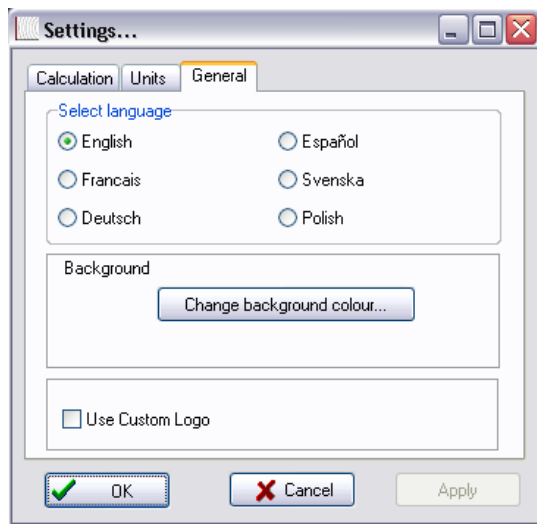 Settings...
Calculation Units General
Select language
English Español
Francais Svenska
Deutsch Polish
Background
Change background colour...
Use Custom Logo
OK Cancel Apply